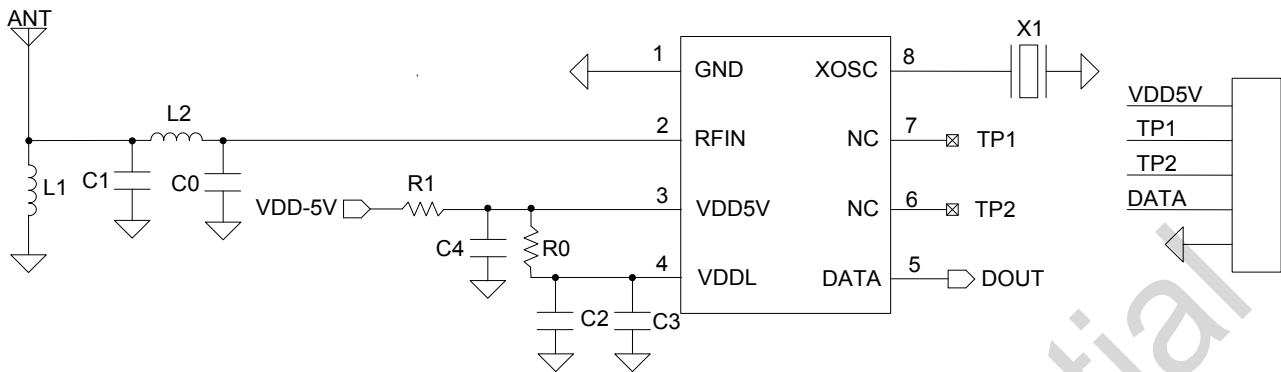 ANT
X1
1
GND
XOSC
8
VDD5V
L2
2
RFIN
NC
7
TP1
TP1
L1
C1
C0
TP2
R1
VDD-5V
3
VDD5V
NC
6
TP2
DATA
C4
R0
4
VDDL
DATA
5
DOUT
C2
C3
tial